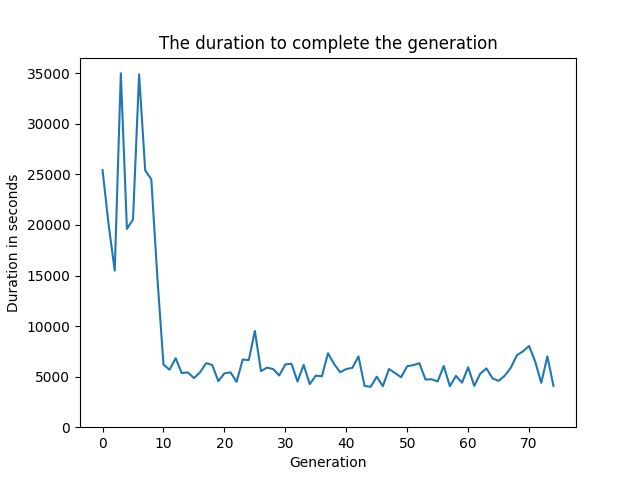 The duration to complete the generation
35000
30000
25000
20000
15000
10000
5000
0
Duration in seconds
0 10 20 30 40 50 60 70
Generation